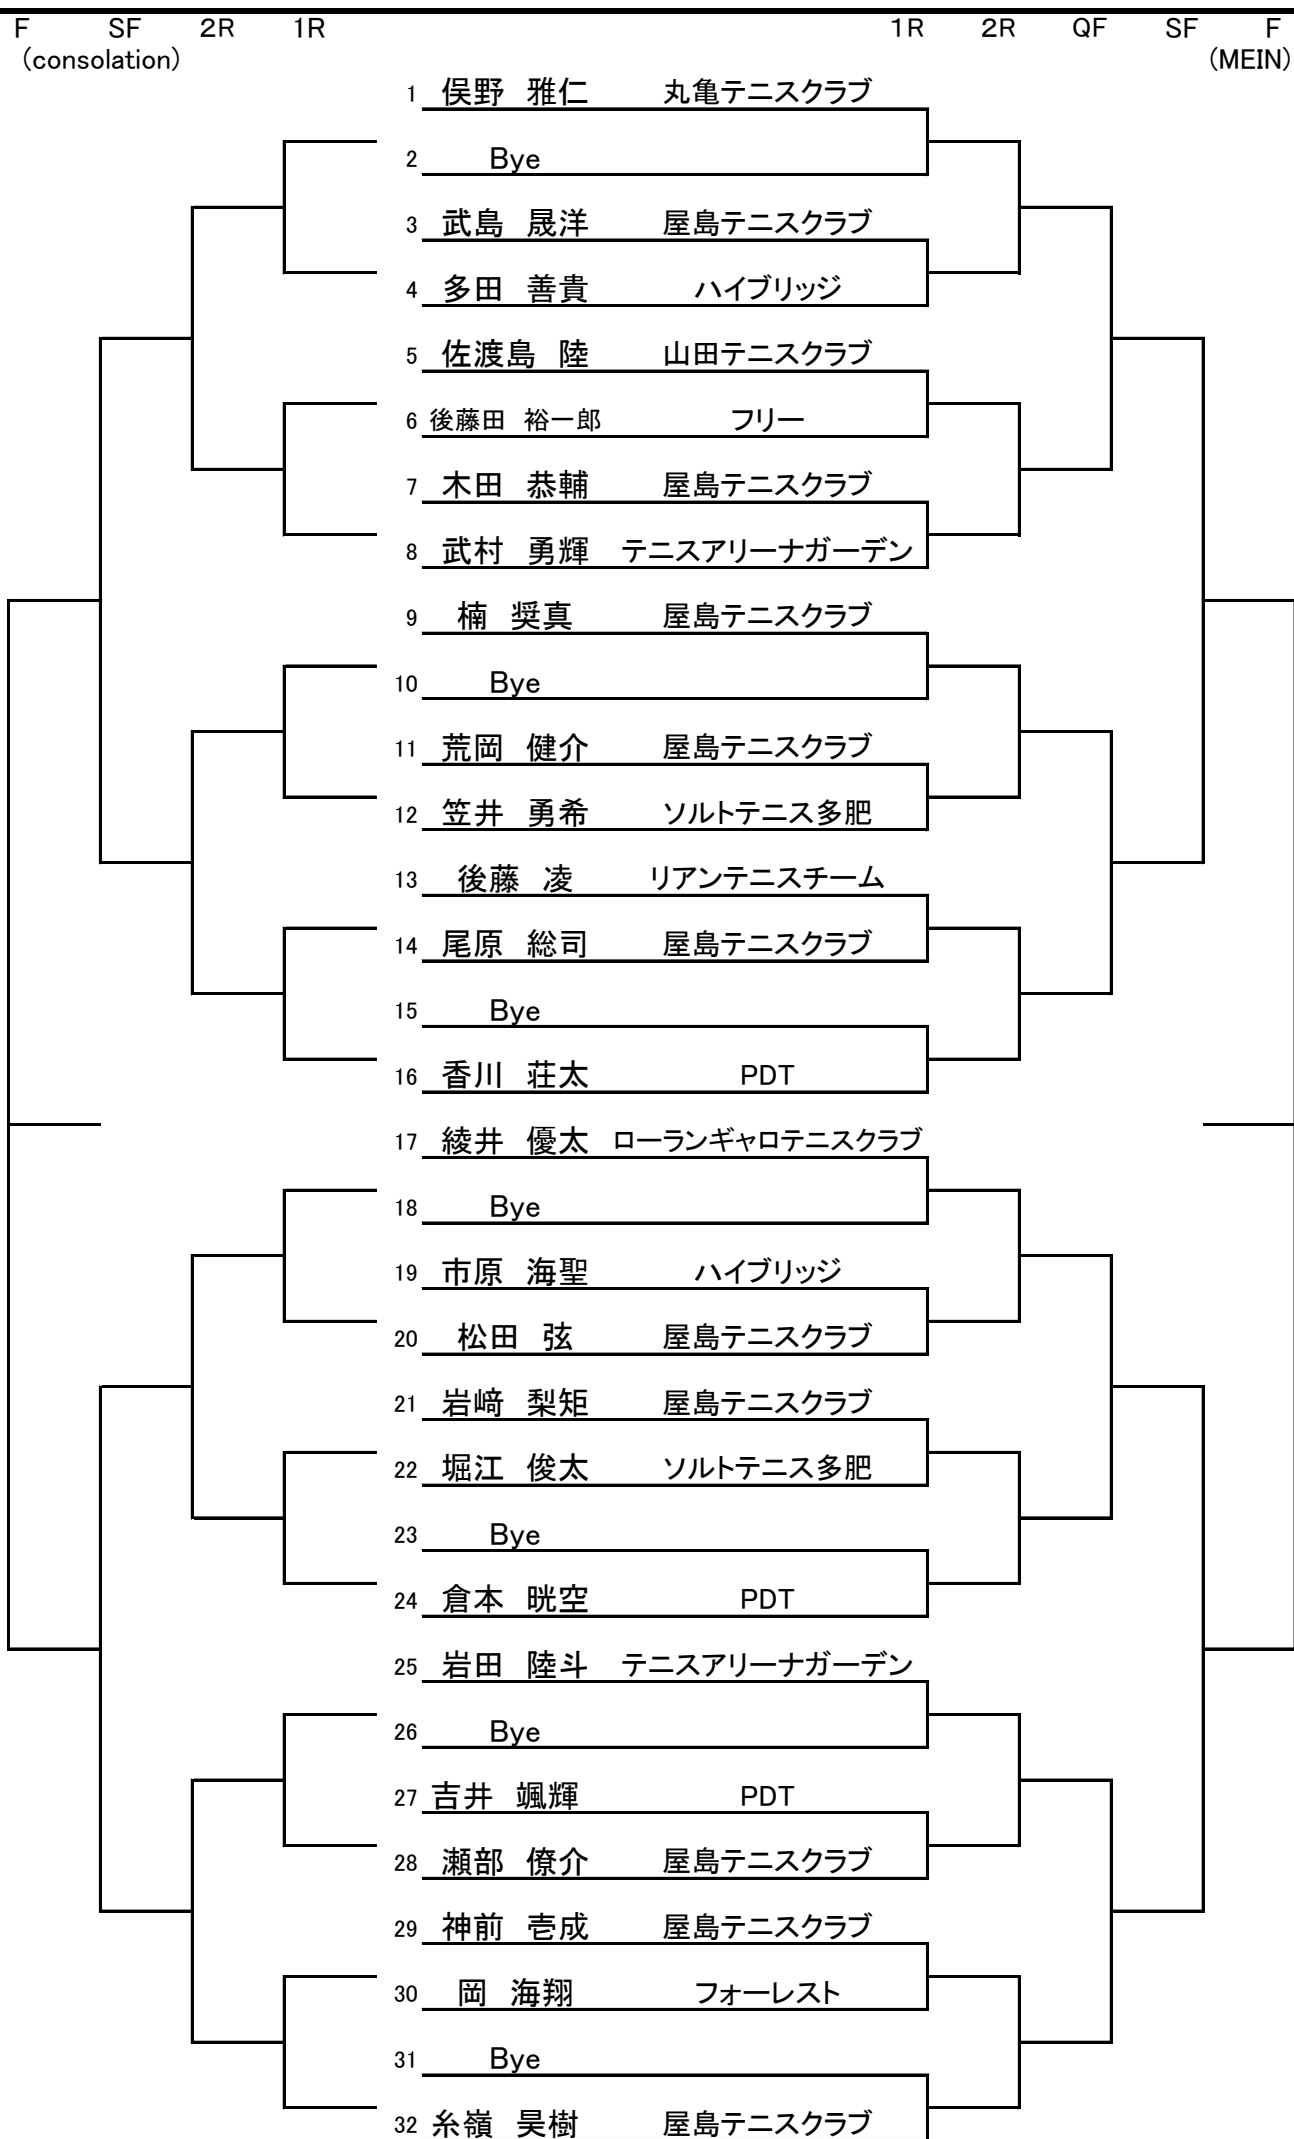 F SF 2R 1R 1R 2R QF SF F
(consolation) (MEIN)
1 俣野 雅仁 丸亀テニスクラブ
2 Bye
3 武島 晟洋 屋島テニスクラブ
4 多田 善貴 ハイブリッジ
5 佐渡島 陸 山田テニスクラブ
6 後藤田 裕一郎 フリー
7 木田 恭輔 屋島テニスクラブ
8 武村 勇輝 テニスアリーナガーデン
9 楠 奨真 屋島テニスクラブ
10 Bye
11 荒岡 健介 屋島テニスクラブ
12 笠井 勇希 ソルトテニス多肥
13 後藤 凌 リアンテニスチーム
14 尾原 総司 屋島テニスクラブ
15 Bye
16 香川 荘太 PDT
17 綾井 優太 ローランギャロテニスクラブ
18 Bye
19 市原 海聖 ハイブリッジ
20 松田 弦 屋島テニスクラブ
21 岩﨑 梨矩 屋島テニスクラブ
22 堀江 俊太 ソルトテニス多肥
23 Bye
24 倉本 晄空 PDT
25 岩田 陸斗 テニスアリーナガーデン
26 Bye
27 吉井 颯輝 PDT
28 瀬部 僚介 屋島テニスクラブ
29 神前 壱成 屋島テニスクラブ
30 岡 海翔 フォーレスト
31 Bye
32 糸嶺 昊樹 屋島テニスクラブ